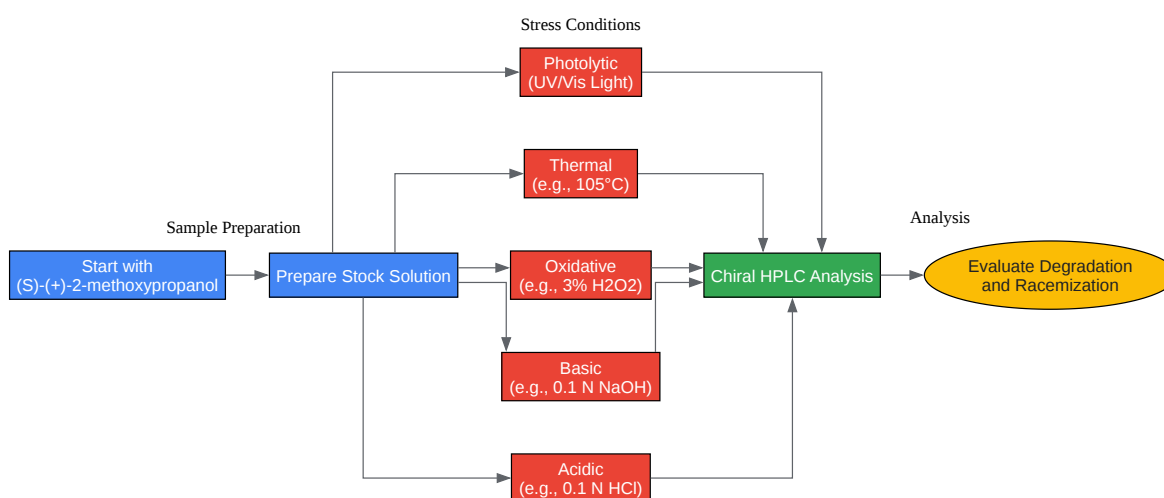 Stress Conditions
Photolytic
(UV/Vis Light)
Thermal
(e.g., 105°C)
Sample Preparation
Analysis
Start with
(S)-(+)-2-methoxypropanol
Prepare Stock Solution
Oxidative
(e.g., 3% H2O2)
Chiral HPLC Analysis
Evaluate Degradation
and Racemization
Basic
(e.g., 0.1 N NaOH)
Acidic
(e.g., 0.1 N HCl)